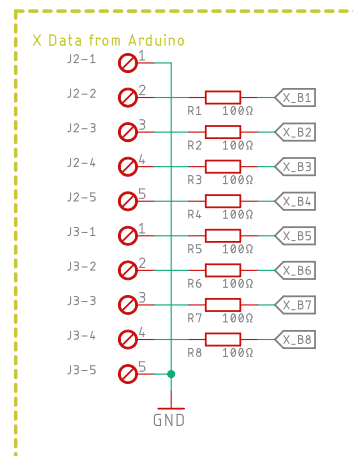 X Data from Arduino
J2-1 1
J2-2 2 R1 100Ω X_B1
J2-3 3 R2 100Ω X_B2
J2-4 4 R3 100Ω X_B3
J2-5 5 R4 100Ω X_B4
J3-1 1 R5 100Ω X_B5
J3-2 2 R6 100Ω X_B6
J3-3 3 R7 100Ω X_B7
J3-4 4 R8 100Ω X_B8
J3-5 5
GND